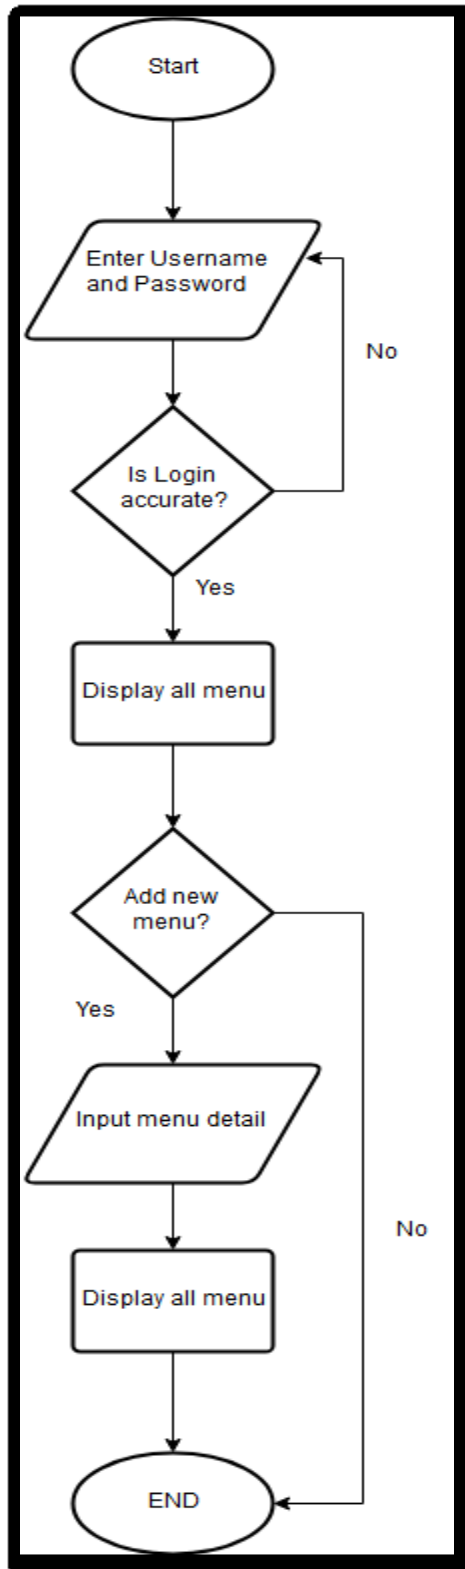 Start
Enter Username
and Password
No
Is Login
accurate?
Yes
Display all menu
Add new
menu?
Yes
Input menu detail
No
Display all menu
END